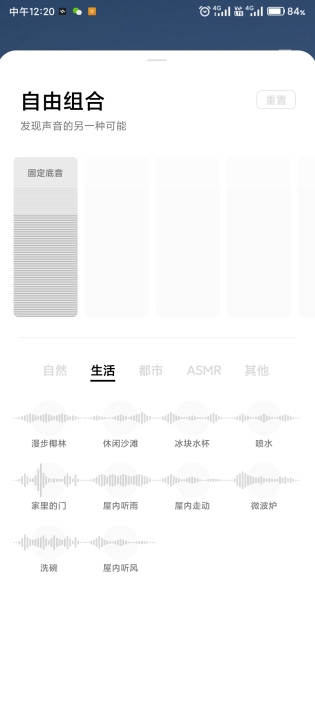 中午12:20 4G 4G 84%
自由组合
重置
发现声音的另一种可能
固定底音
自然 生活 都市 ASMR 其他
漫步椰林 休闲沙滩 冰块水杯 喷水
家里的门 屋内听雨 屋内走动 微波炉
洗碗 屋内听风